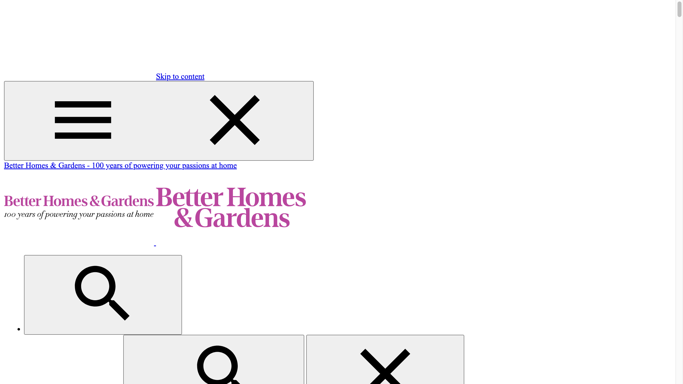 Skip to content
Better Homes & Gardens - 100 years of powering your passions at home
Better Homes & Gardens
100 years of powering your passions at home
Better Homes
& Gardens